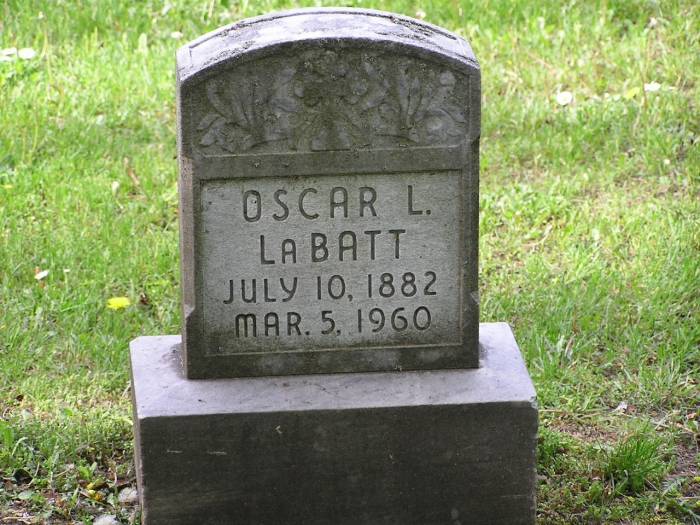 OSCAR L.
LABATT
JULY 10, 1882
MAR. 5, 1960